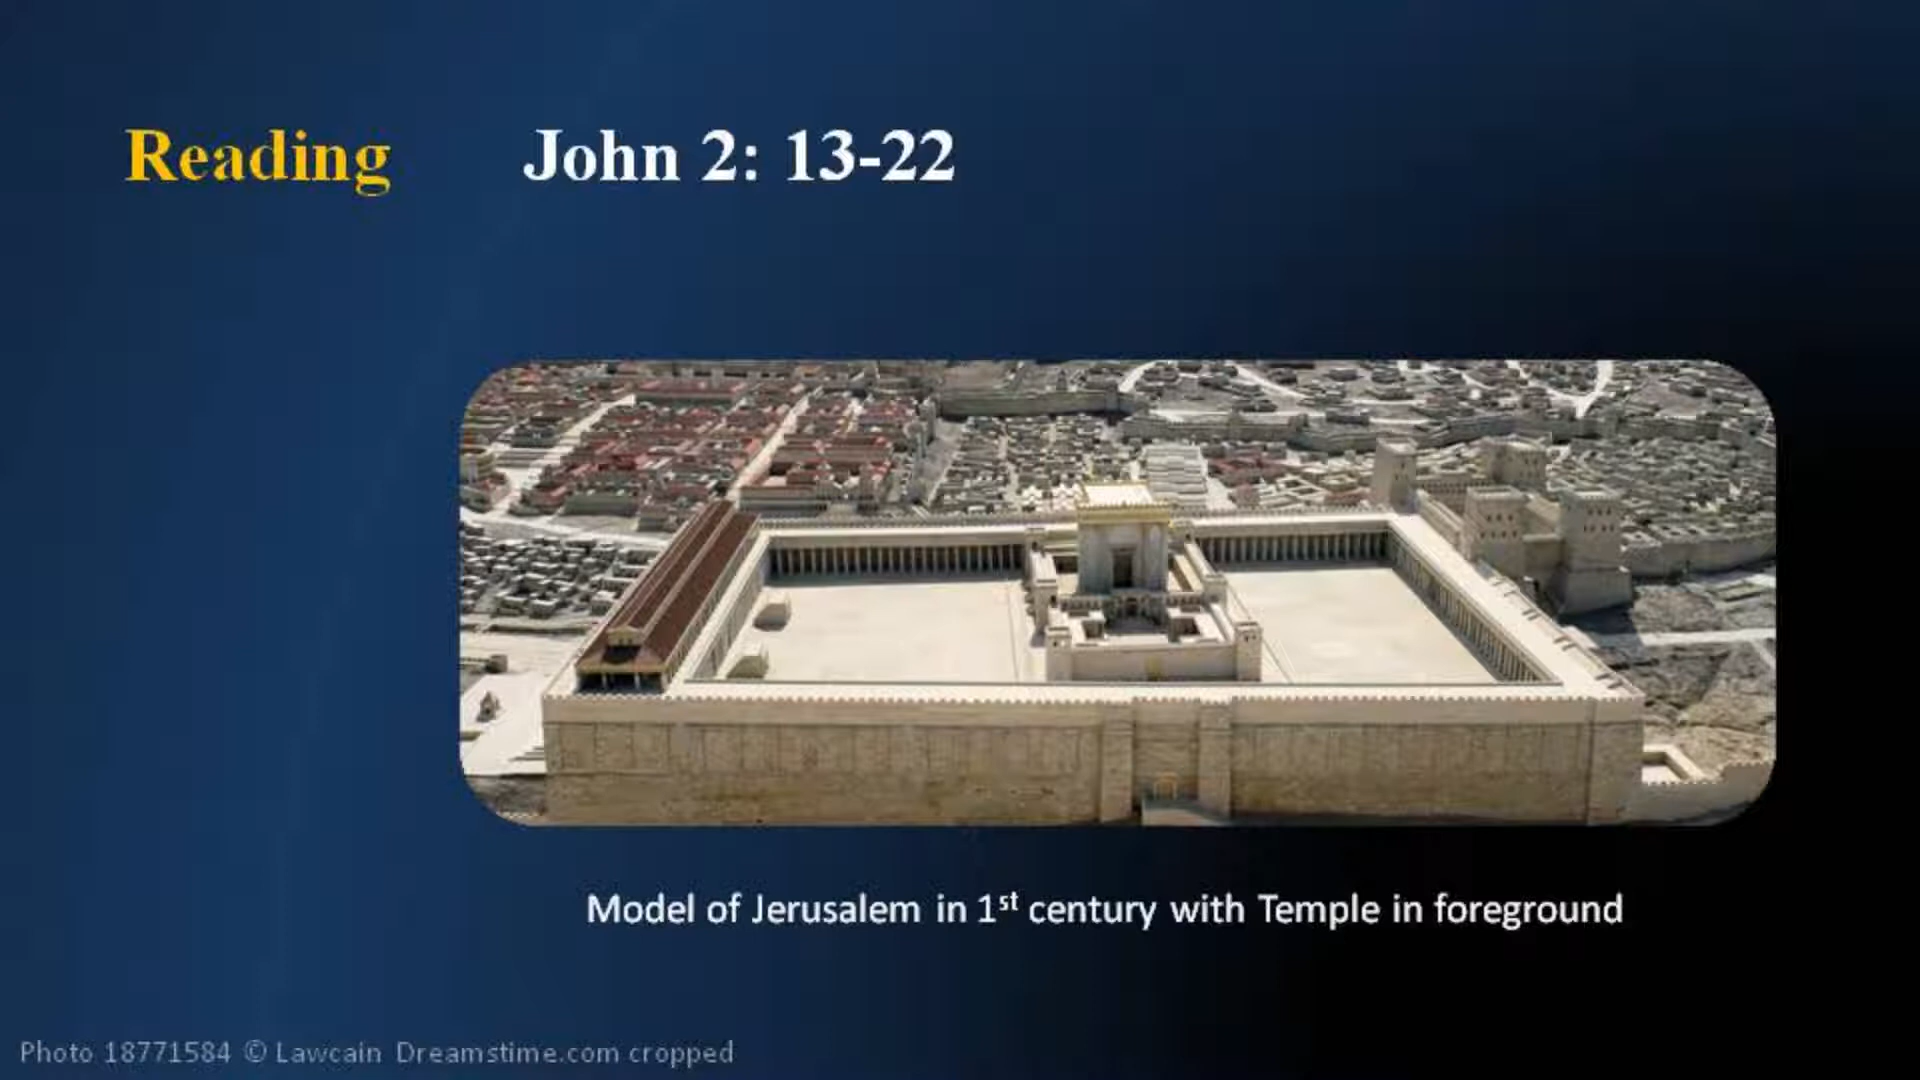 Reading John 2: 13-22
Model of Jerusalem in 1st century with Temple in foreground
Photo 18771584 © Lawcain Dreamstime.com cropped